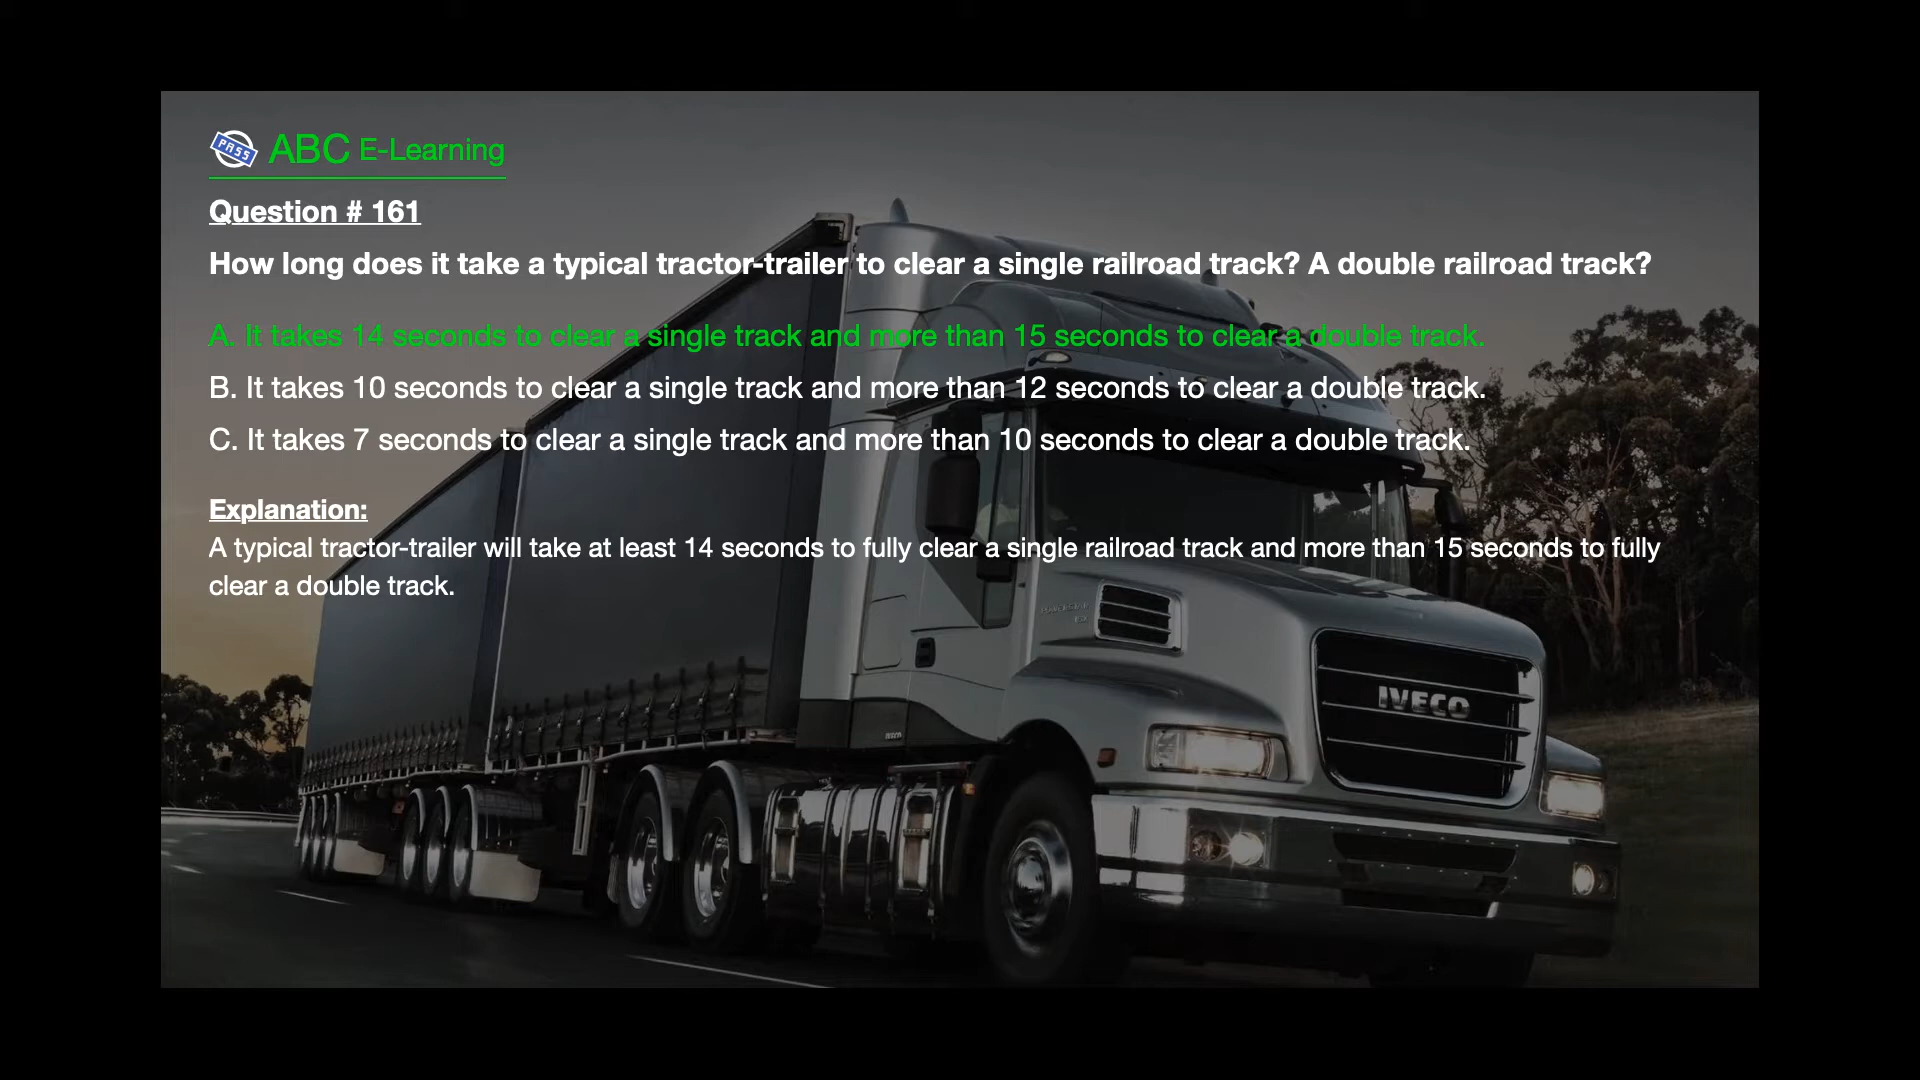 PASS ABC E-Learning
Question # 161
How long does it take a typical tractor-trailer to clear a single railroad track? A double railroad track?
A. It takes 14 seconds to clear a single track and more than 15 seconds to clear a double track.
B. It takes 10 seconds to clear a single track and more than 12 seconds to clear a double track.
C. It takes 7 seconds to clear a single track and more than 10 seconds to clear a double track.
Explanation:
A typical tractor-trailer will take at least 14 seconds to fully clear a single railroad track and more than 15 seconds to fully
clear a double track.
IVECO